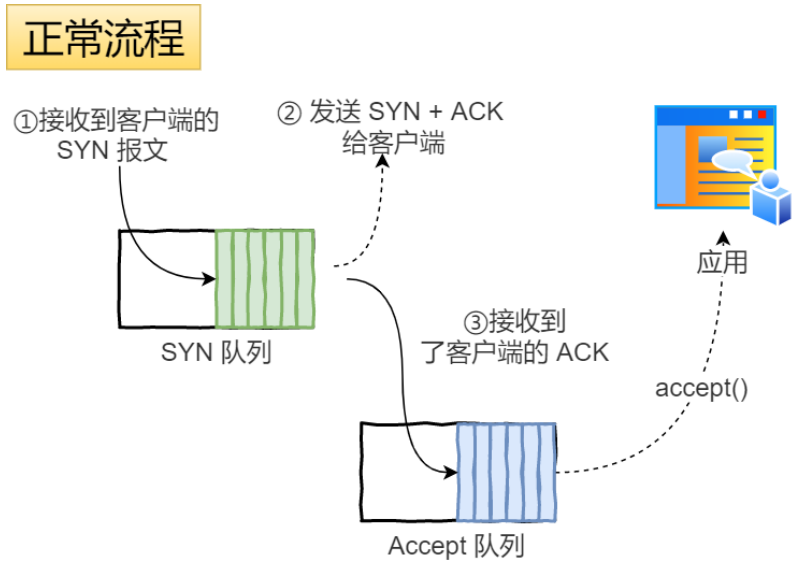 正常流程
①接收到客户端的
SYN 报文
② 发送 SYN + ACK
给客户端
应用
SYN 队列
③接收到
了客户端的 ACK
accept()
Accept 队列